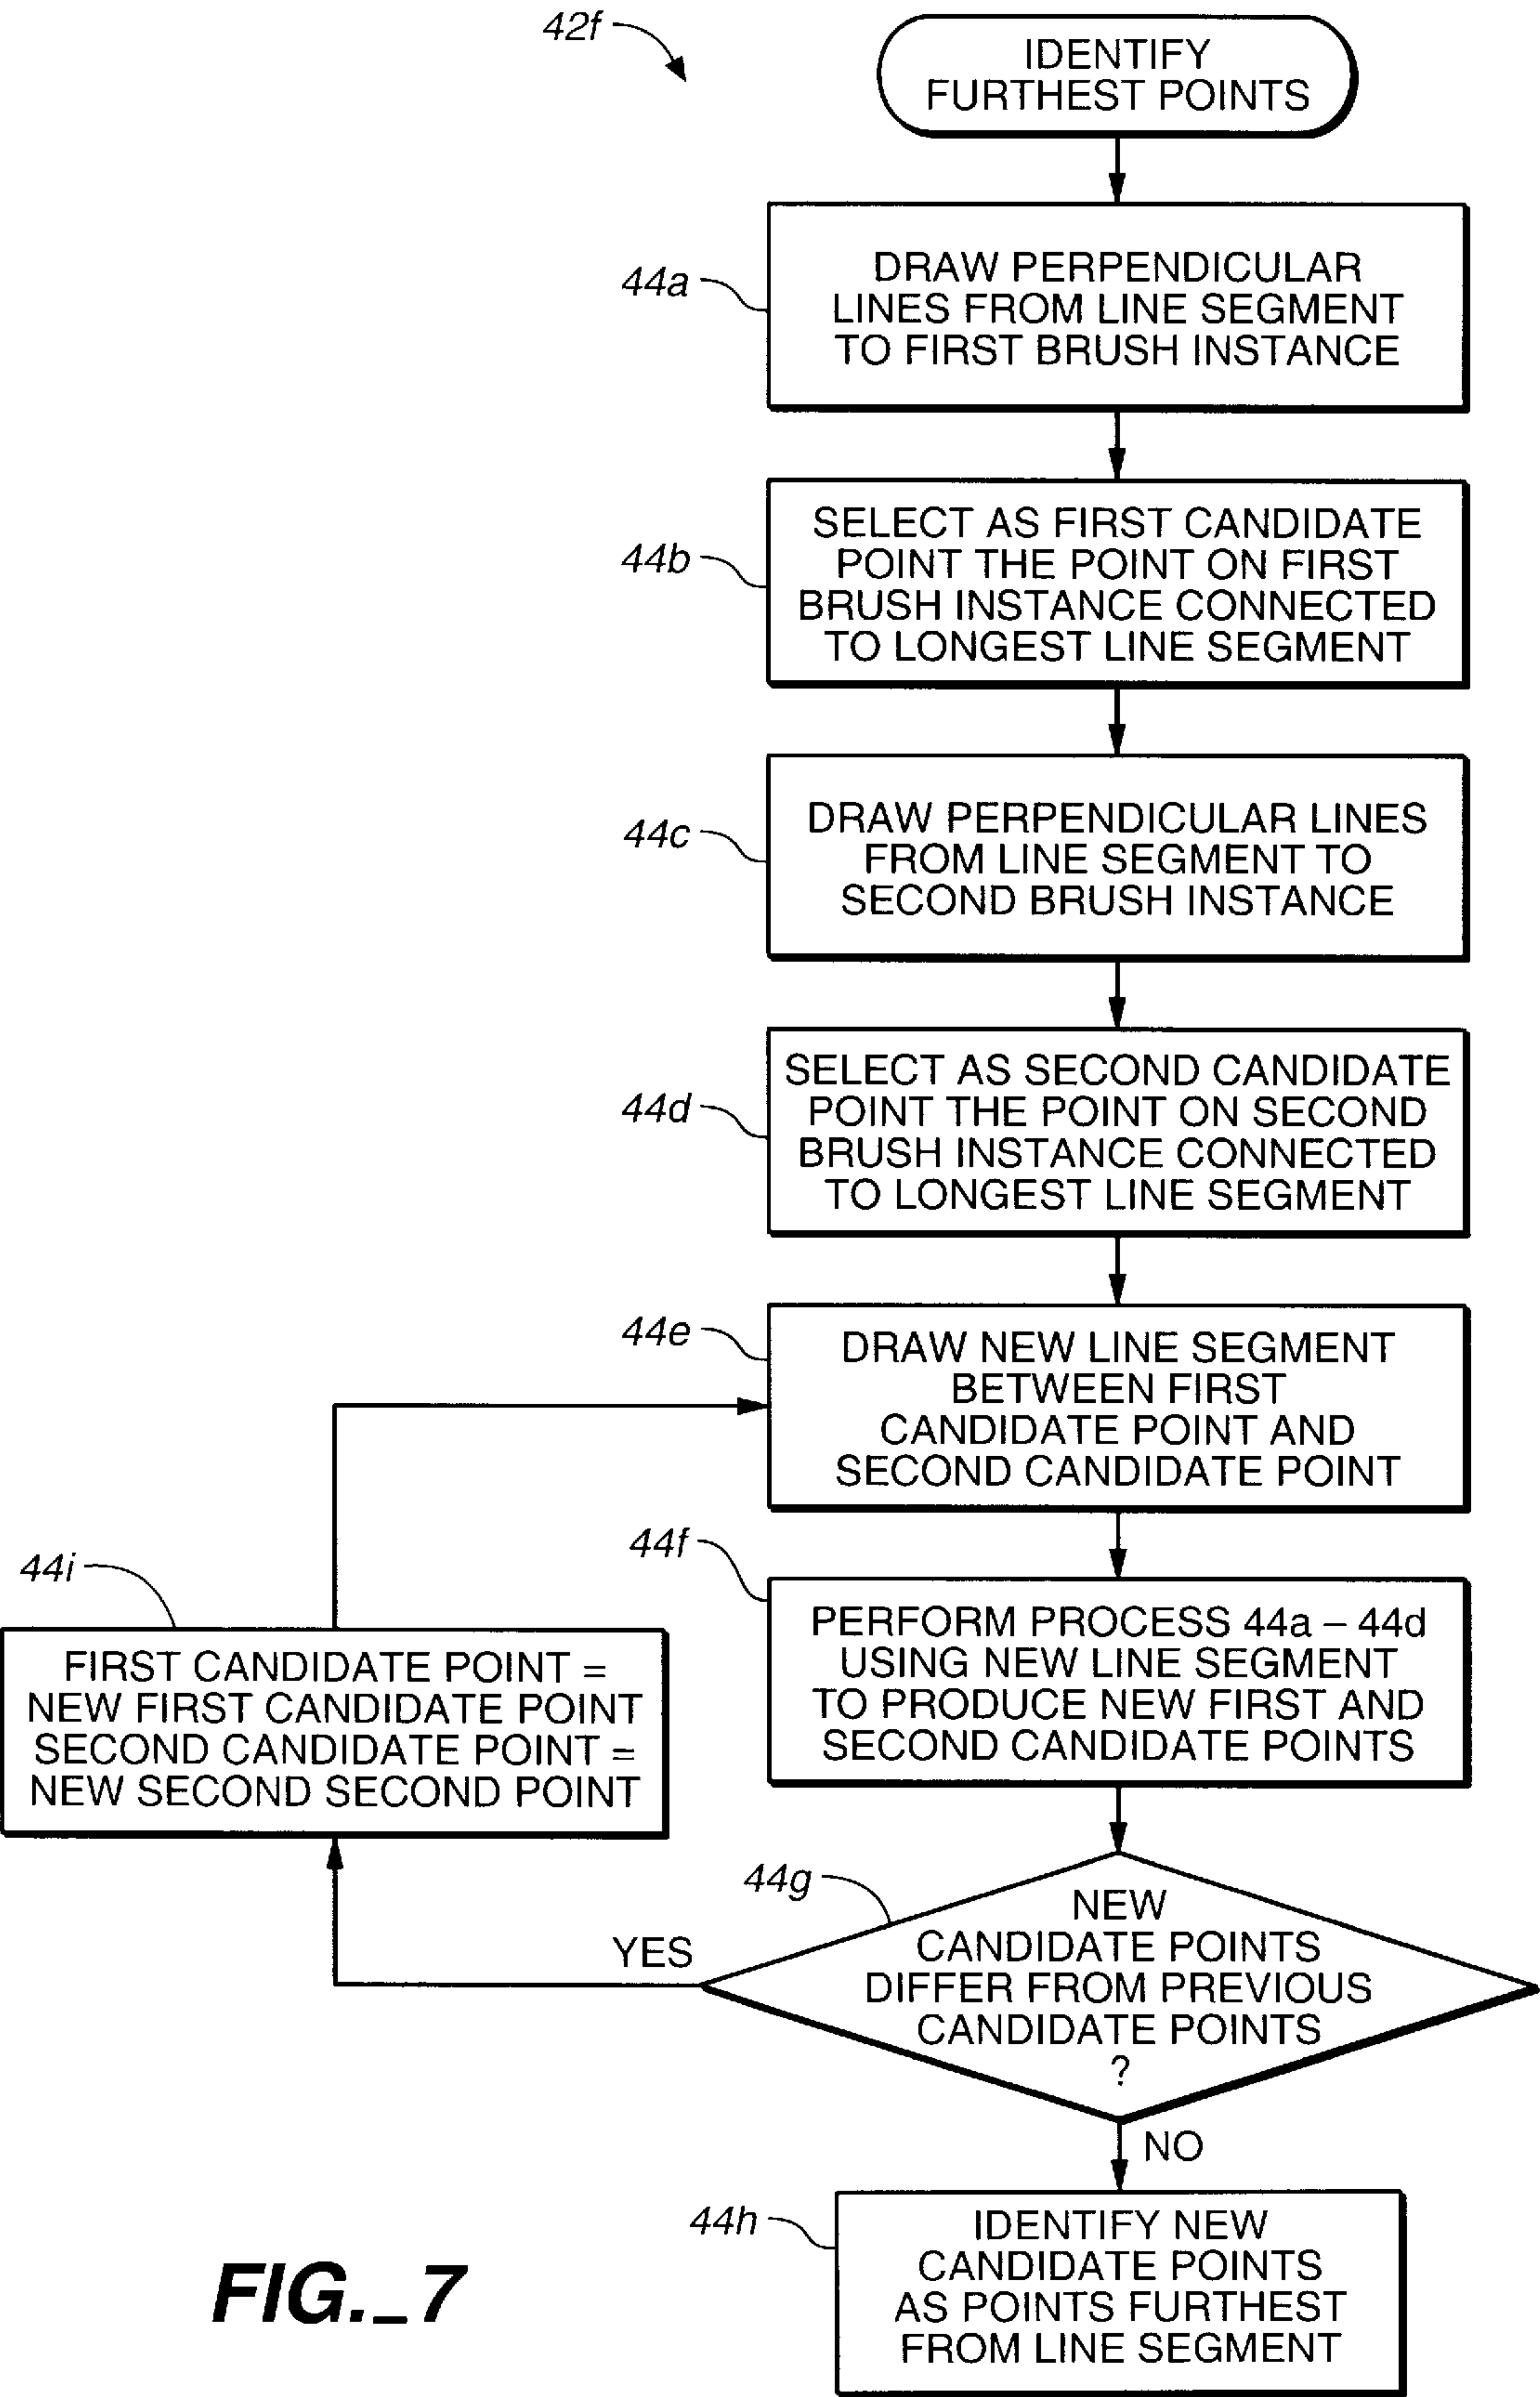 42f
IDENTIFY
FURTHEST POINTS
44a
DRAW PERPENDICULAR
LINES FROM LINE SEGMENT
TO FIRST BRUSH INSTANCE
44b
SELECT AS FIRST CANDIDATE
POINT THE POINT ON FIRST
BRUSH INSTANCE CONNECTED
TO LONGEST LINE SEGMENT
44c
DRAW PERPENDICULAR LINES
FROM LINE SEGMENT TO
SECOND BRUSH INSTANCE
44d
SELECT AS SECOND CANDIDATE
POINT THE POINT ON SECOND
BRUSH INSTANCE CONNECTED
TO LONGEST LINE SEGMENT
44e
DRAW NEW LINE SEGMENT
BETWEEN FIRST
CANDIDATE POINT AND
SECOND CANDIDATE POINT
44f
PERFORM PROCESS 44a – 44d
USING NEW LINE SEGMENT
TO PRODUCE NEW FIRST AND
SECOND CANDIDATE POINTS
44i
FIRST CANDIDATE POINT =
NEW FIRST CANDIDATE POINT
SECOND CANDIDATE POINT =
NEW SECOND SECOND POINT
44g
NEW
CANDIDATE POINTS
DIFFER FROM PREVIOUS
CANDIDATE POINTS
?
YES
NO
44h
IDENTIFY NEW
CANDIDATE POINTS
AS POINTS FURTHEST
FROM LINE SEGMENT
FIG._7